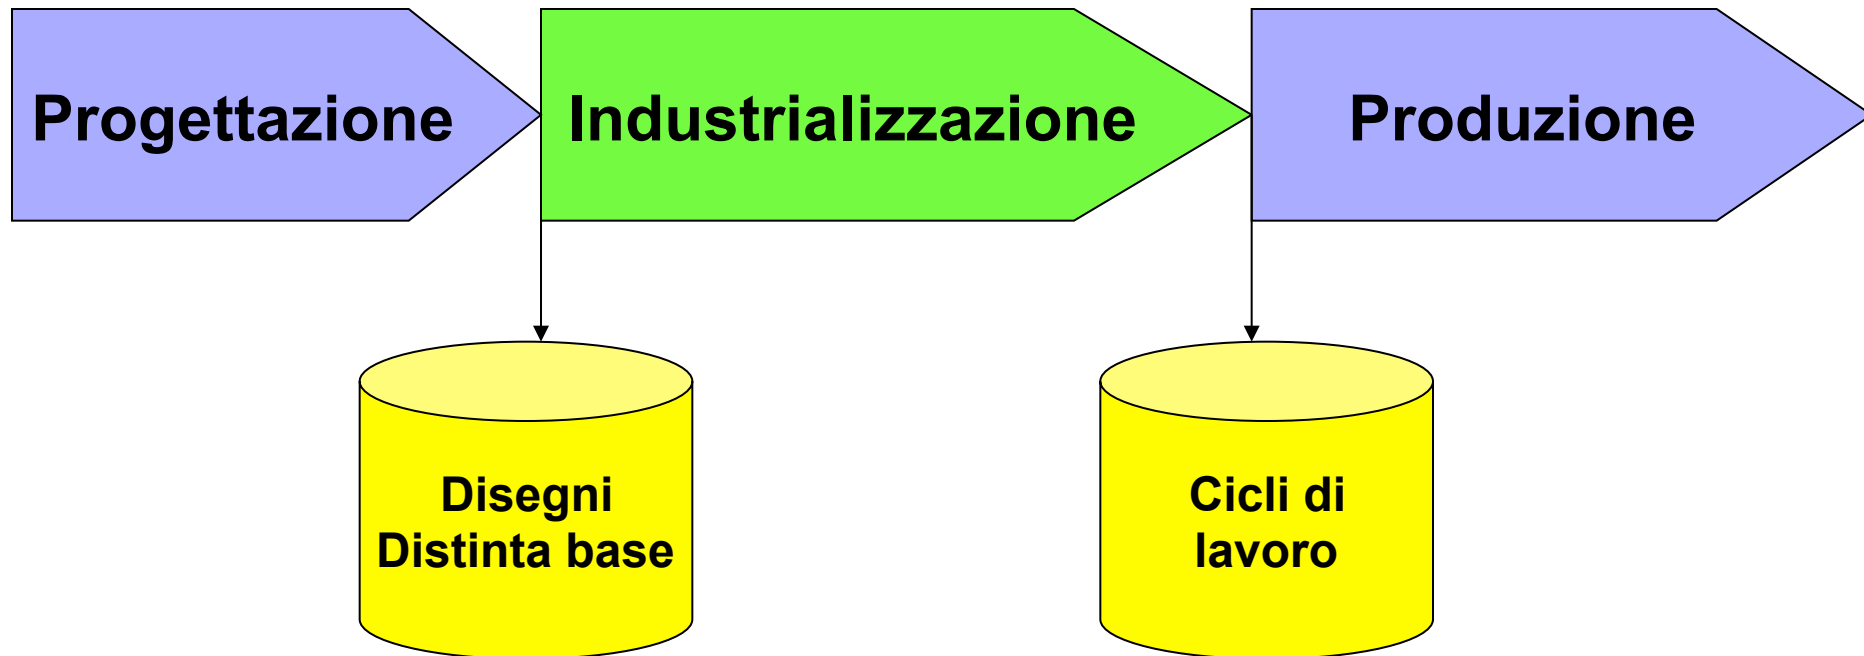 Progettazione
Industrializzazione
Produzione
Disegni
Distinta base
Cicli di
lavoro